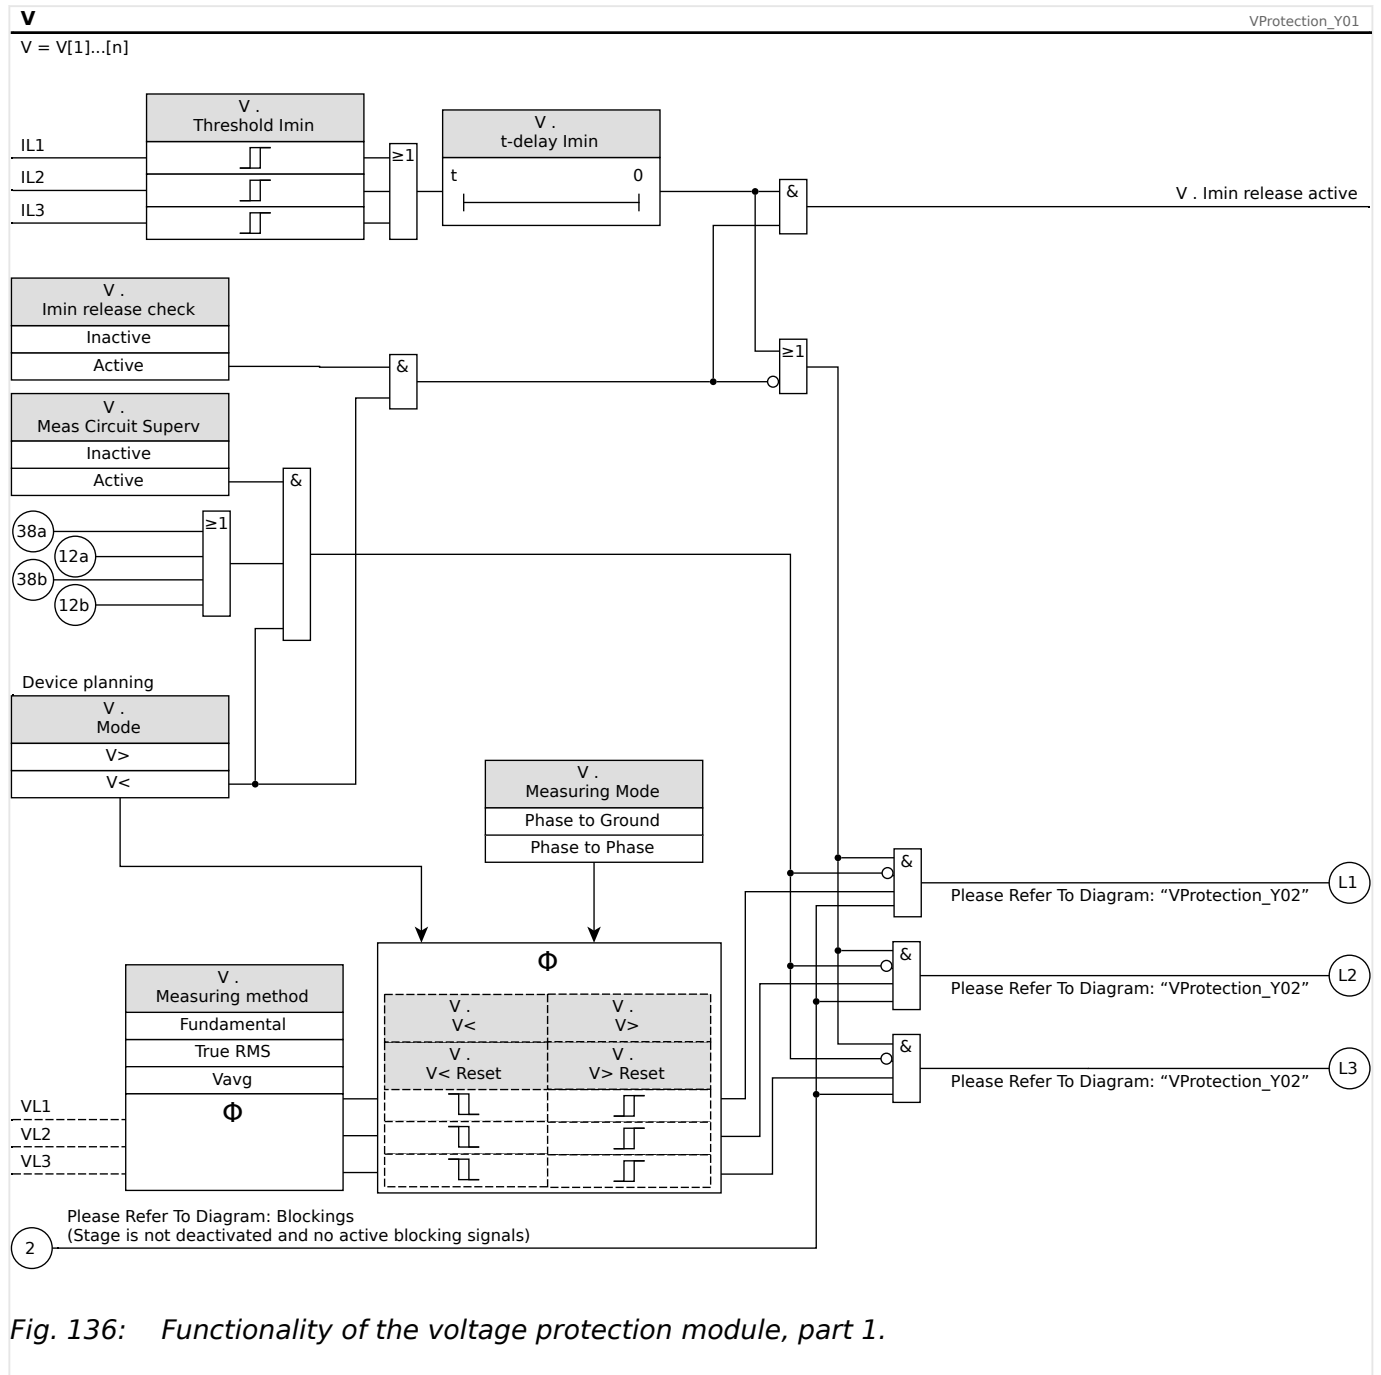 V
VProtection_Y01
V = V[1]...[n]
V .
Threshold Imin
IL1
IL2
IL3
≥1
V .
t-delay Imin
t
0
&
V . Imin release active
V .
Imin release check
Inactive
Active
&
≥1
V .
Meas Circuit Superv
Inactive
Active
&
38a
12a
38b
12b
≥1
Device planning
V .
Mode
V>
V<
V .
Measuring Mode
Phase to Ground
Phase to Phase
&
L1
Please Refer To Diagram: “VProtection_Y02”
&
L2
Please Refer To Diagram: “VProtection_Y02”
&
L3
Please Refer To Diagram: “VProtection_Y02”
Φ
V .
V<
V .
V>
V .
V< Reset
V .
V> Reset
V .
Measuring method
Fundamental
True RMS
Vavg
Φ
VL1
VL2
VL3
Please Refer To Diagram: Blockings
(Stage is not deactivated and no active blocking signals)
2
Fig. 136: Functionality of the voltage protection module, part 1.